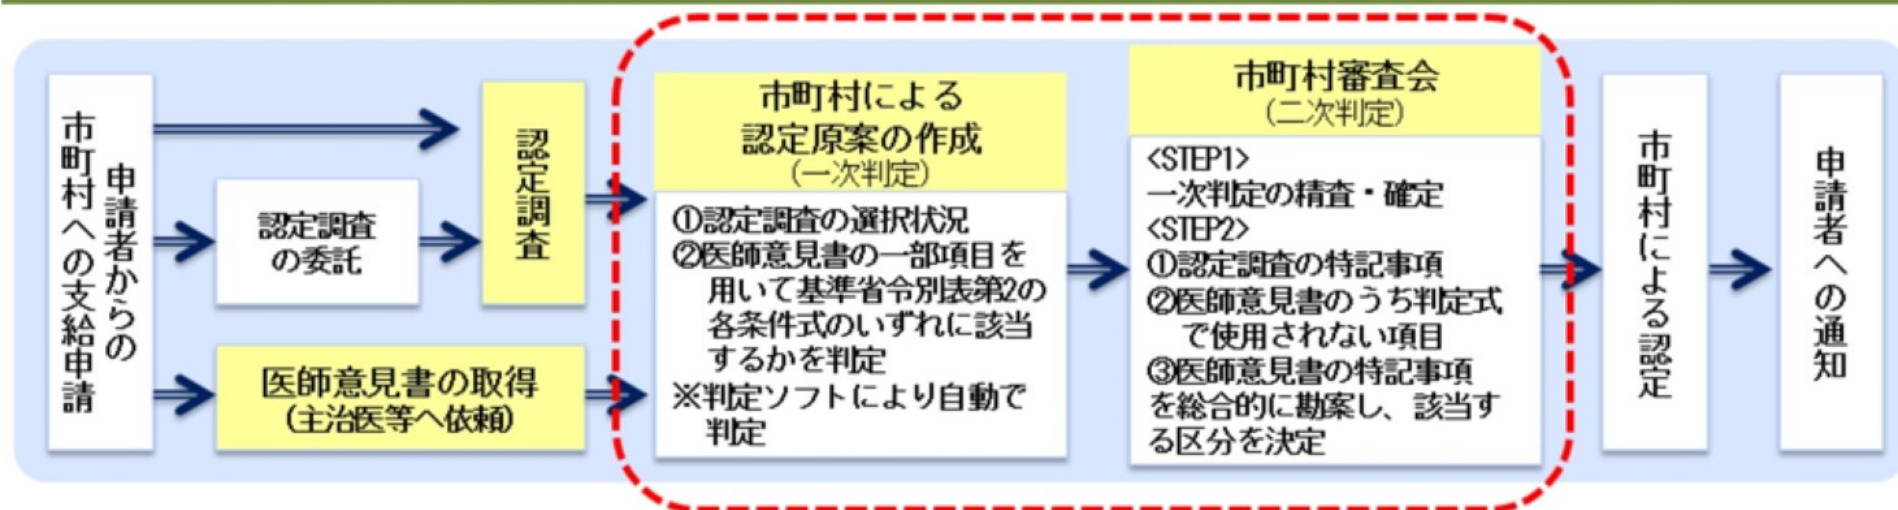 申請者からの
市町村への支給申請
認定調査
の委託
医師意見書の取得
(主治医等へ依頼)
認定調査
市町村による
認定原案の作成
(一次判定)
①認定調査の選択状況
②医師意見書の一部項目を
用いて基準省令別表第2の
各条件式のいずれに該当
するかを判定
※判定ソフトにより自動で
判定
市町村審査会
(二次判定)
<STEP1>
一次判定の精査・確定
<STEP2>
①認定調査の特記事項
②医師意見書のうち判定式
で使用されない項目
③医師意見書の特記事項
を総合的に勘案し、該当す
る区分を決定
市町村による認定
申請者への通知